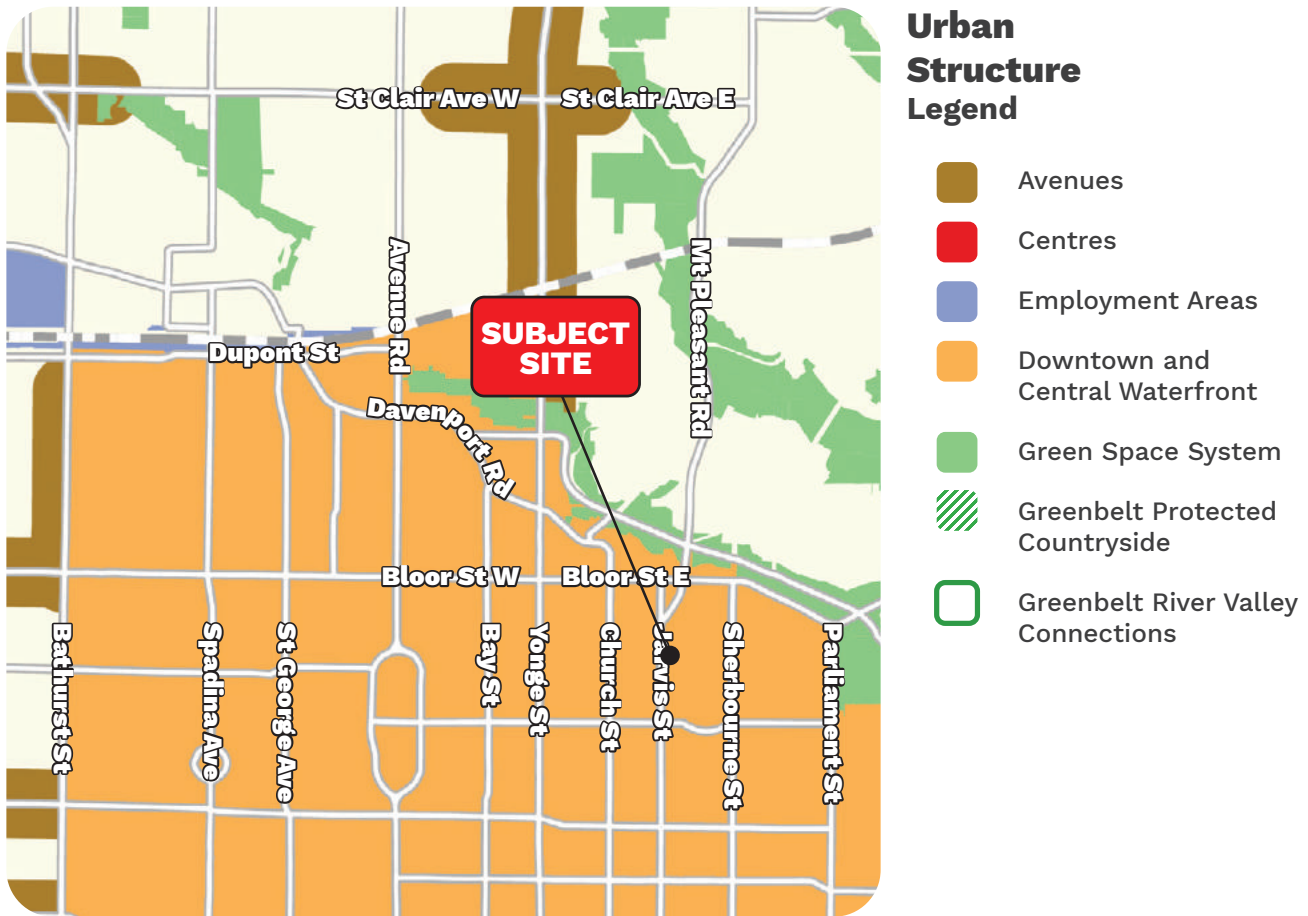 St Clair Ave W
St Clair Ave E
Avenue Rd
Mt Pleasant Rd
SUBJECT
SITE
Dupont St
Davenport Rd
Bloor St W
Bloor St E
Bathurst St
Spadina Ave
St George Ave
Bay St
Yonge St
Church St
Jarvis St
Sherbourne St
Parliament St
Urban
Structure
Legend
Avenues
Centres
Employment Areas
Downtown and
Central Waterfront
Green Space System
Greenbelt Protected
Countryside
Greenbelt River Valley
Connections